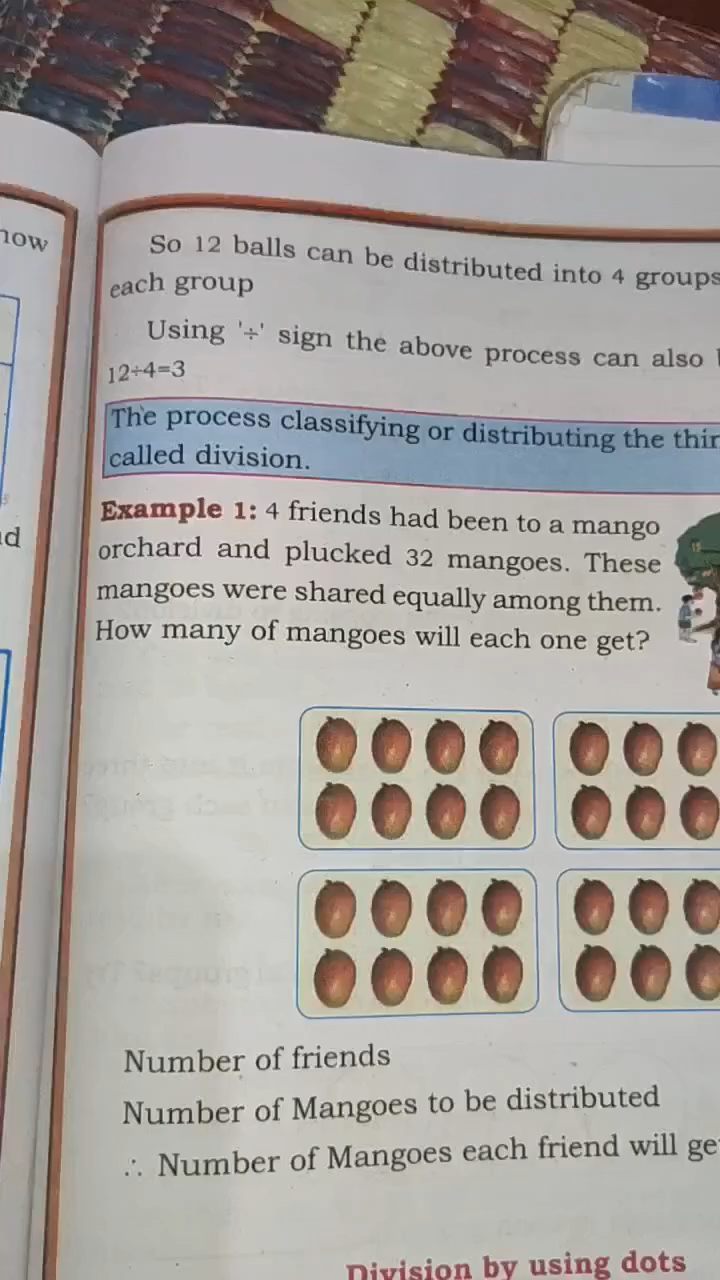 now
So 12 balls can be distributed into 4 groups
each group
Using '÷' sign the above process can also
12÷4=3
The process classifying or distributing the
called division.
Example 1: 4 friends had been to a mango
orchard and plucked 32 mangoes. These
mangoes were shared equally among them.
How many of mangoes will each one get?
Number of friends
Number of Mangoes to be distributed
∴ Number of Mangoes each friend will
Division by using dots